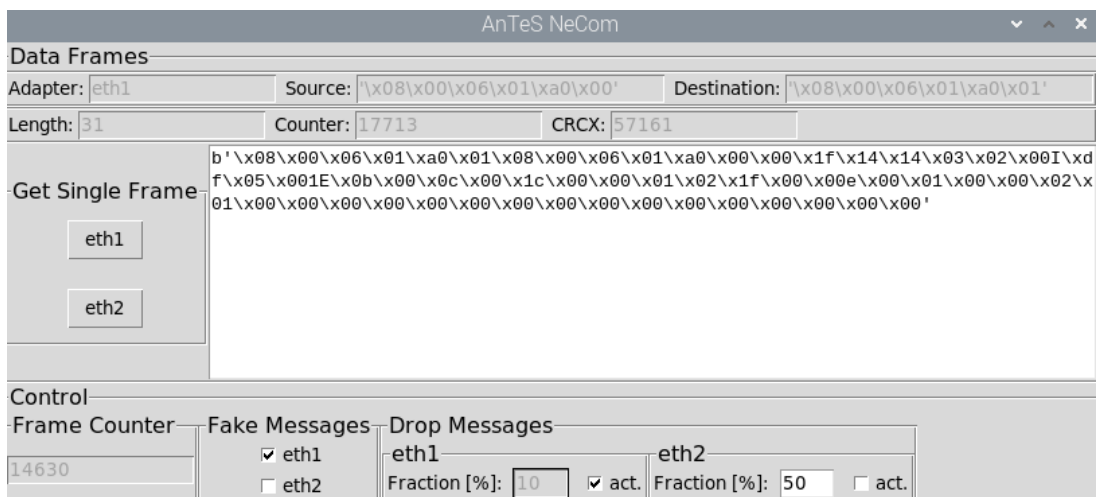 AnTeS NeCom
Data Frames
Adapter: eth1 Source: '\x08\x00\x06\x01\xa0\x00' Destination: '\x08\x00\x06\x01\xa0\x01'
Length: 31 Counter: 17713 CRCX: 57161
Get Single Frame
eth1
eth2
b'\x08\x00\x06\x01\xa0\x01\x08\x00\x06\x01\xa0\x00\x00\x1f\x14\x14\x03\x02\x00I\xd
f\x05\x001E\x0b\x00\x0c\x00\x1c\x00\x00\x01\x02\x1f\x00\x00e\x00\x01\x00\x00\x02\x
01\x00\x00\x00\x00\x00\x00\x00\x00\x00\x00\x00\x00\x00\x00\x00\x00'
Control
Frame Counter
14630
Fake Messages
eth1
eth2
Drop Messages
eth1
Fraction [%]: 10 act.
eth2
Fraction [%]: 50 act.